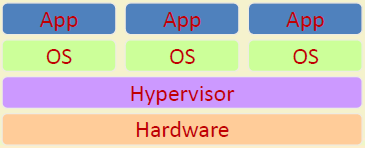 App App App
OS OS OS
Hypervisor
Hardware